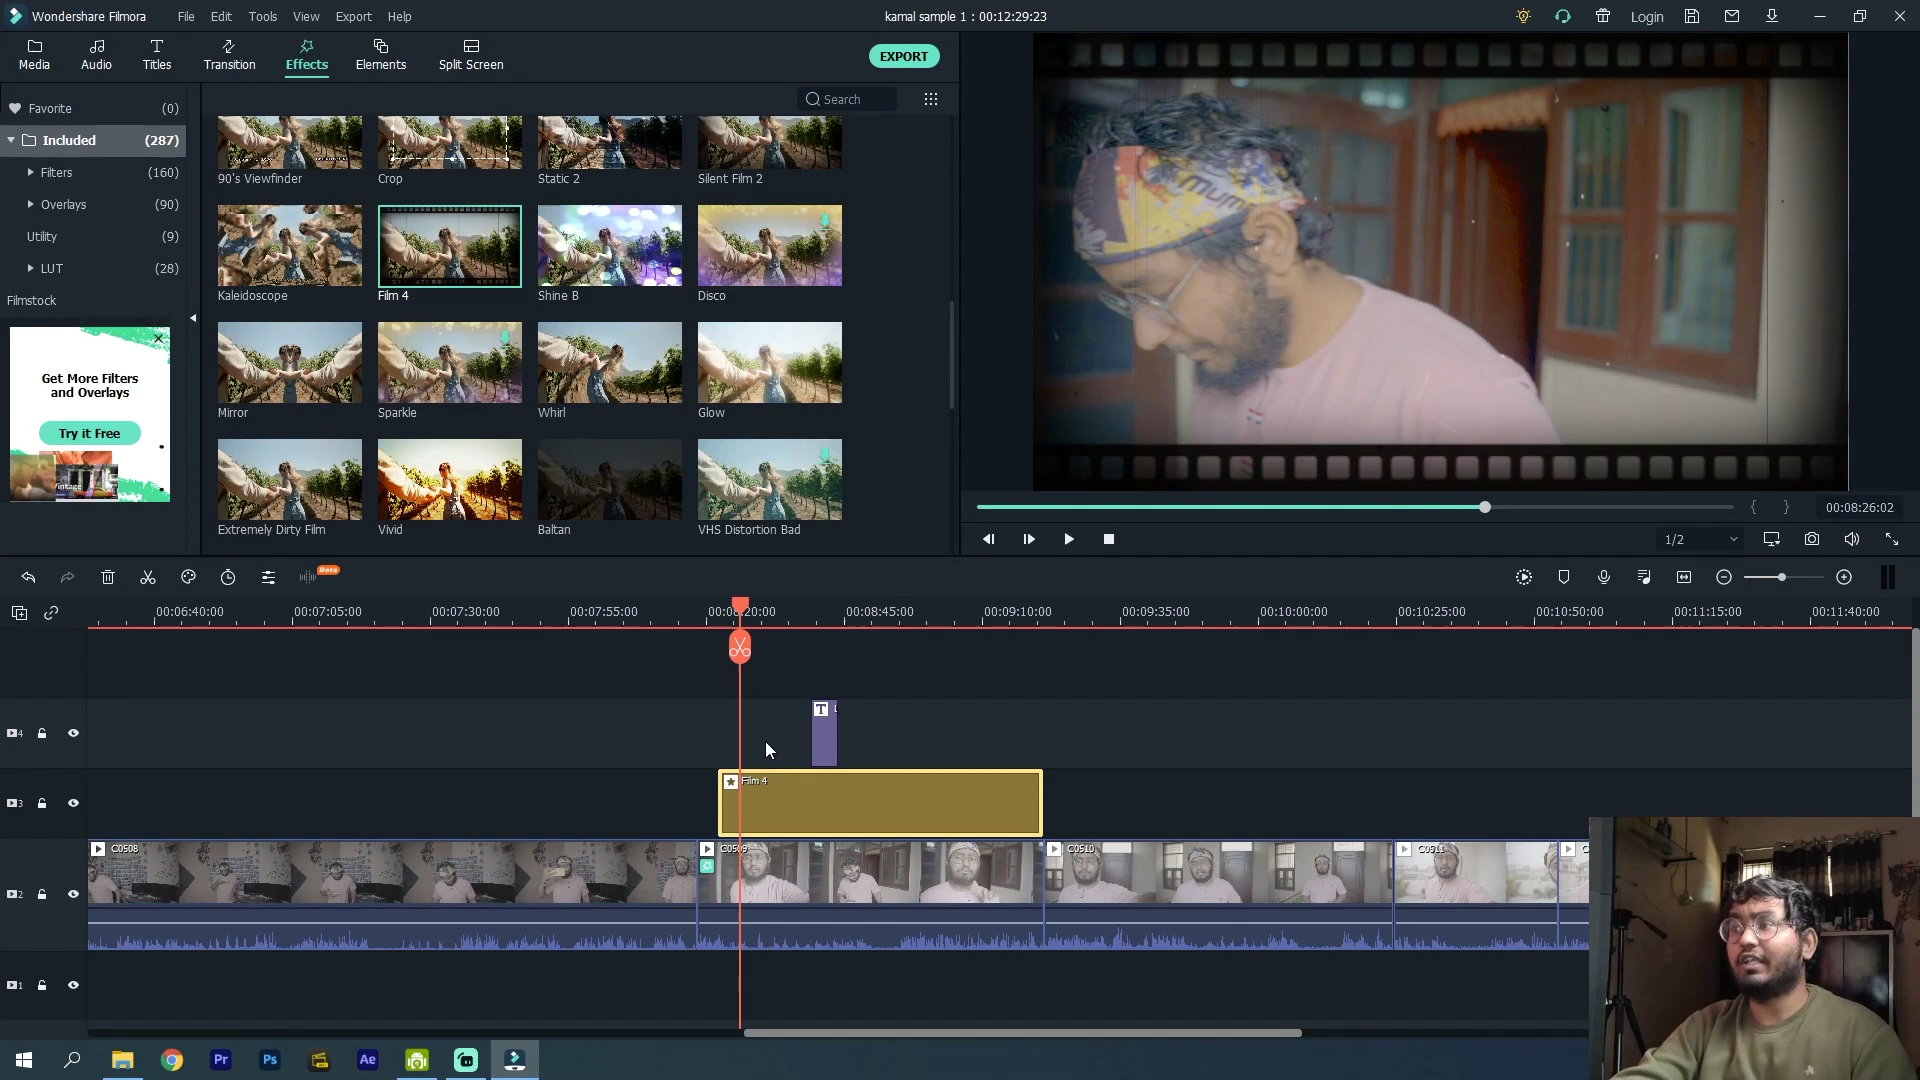 Wondershare Filmora File Edit Tools View Export Help kamal sample 1 : 00:12:29:23 Login
Media Audio Titles Transition Effects Elements Split Screen EXPORT
Search
Favorite (0)
Included (287)
Filters (160)
Overlays (90)
Utility (9)
LUT (28)
Filmstock
Get More Filters
and Overlays
Try it Free
90's Viewfinder Crop Static 2 Silent Film 2
Kaleidoscope Film 4 Shine B Disco
Mirror Sparkle Whirl Glow
Extremely Dirty Film Vivid Baltan VHS Distortion Bad
{ } 00:08:26:02
1/2
Beta
00:06:40:00 00:07:05:00 00:07:30:00 00:07:55:00 00:08:20:00 00:08:45:00 00:09:10:00 00:09:35:00 00:10:00:00 00:10:25:00 00:10:50:00 00:11:15:00 00:11:40:00
4 T
3 Film 4
2 C0508 C0509 C0510 C0511
1
Pr Ps Ae